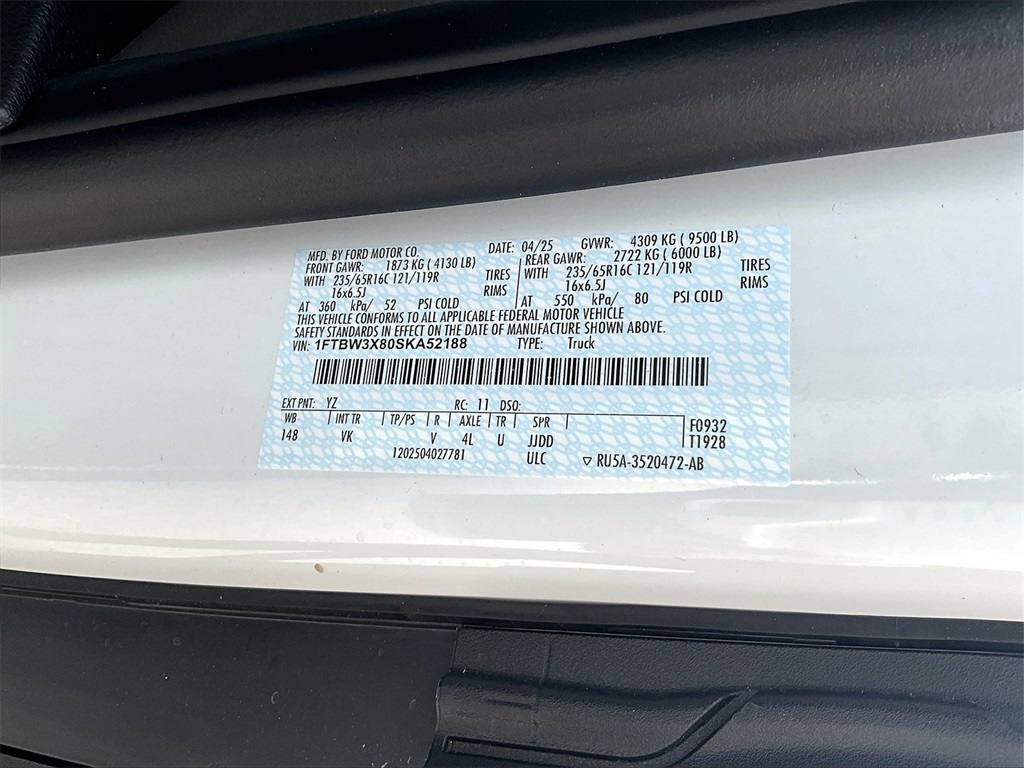 MFD. BY FORD MOTOR CO. DATE: 04/25 GVWR: 4309 KG ( 9500 LB)
FRONT GAWR: 1873 KG ( 4130 LB) REAR GAWR: 2722 KG ( 6000 LB)
WITH 235/65R16C 121/119R TIRES WITH 235/65R16C 121/119R TIRES
16x6.5J RIMS 16x6.5J RIMS
AT 360 kPa/ 52 PSI COLD AT 550 kPa/ 80 PSI COLD
THIS VEHICLE CONFORMS TO ALL APPLICABLE FEDERAL MOTOR VEHICLE
SAFETY STANDARDS IN EFFECT ON THE DATE OF MANUFACTURE SHOWN ABOVE.
VIN: 1FTBW3X80SKA52188 TYPE: Truck
EXT PNT: YZ RC: 11 DSO:
WB INT TR TP/PS R AXLE TR SPR F0932
148 VK V 4L U JJDD T1928
1202504027781 ULC ▽ RU5A-3520472-AB